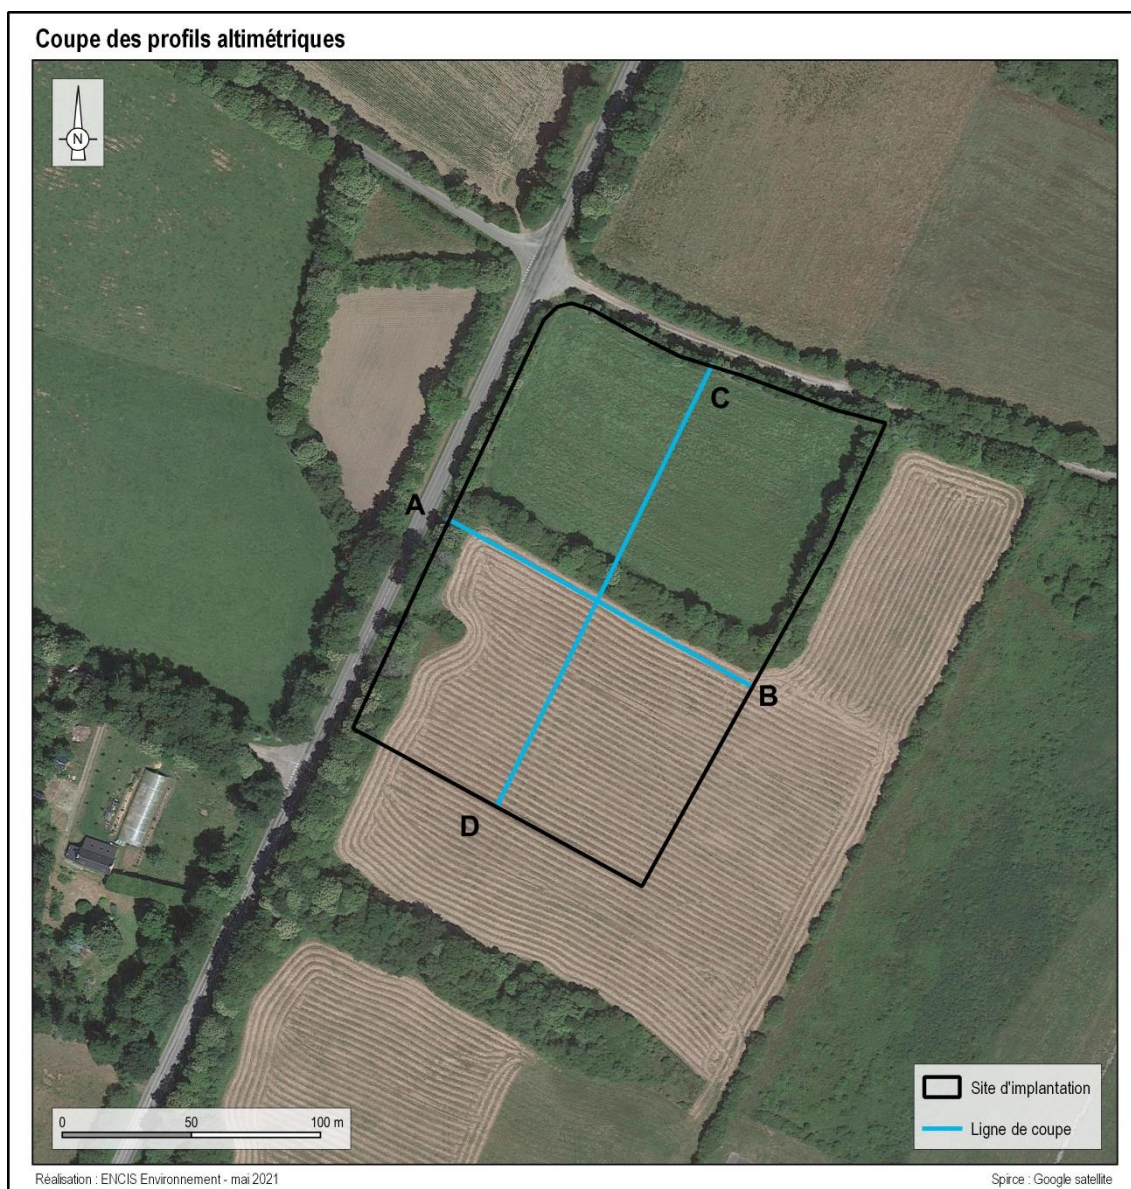 Coupe des profils altimétriques
N
C
A
B
D
Site d'implantation
Ligne de coupe
0 50 100 m
Réalisation : ENCIS Environnement - mai 2021
Spirce : Google satellite